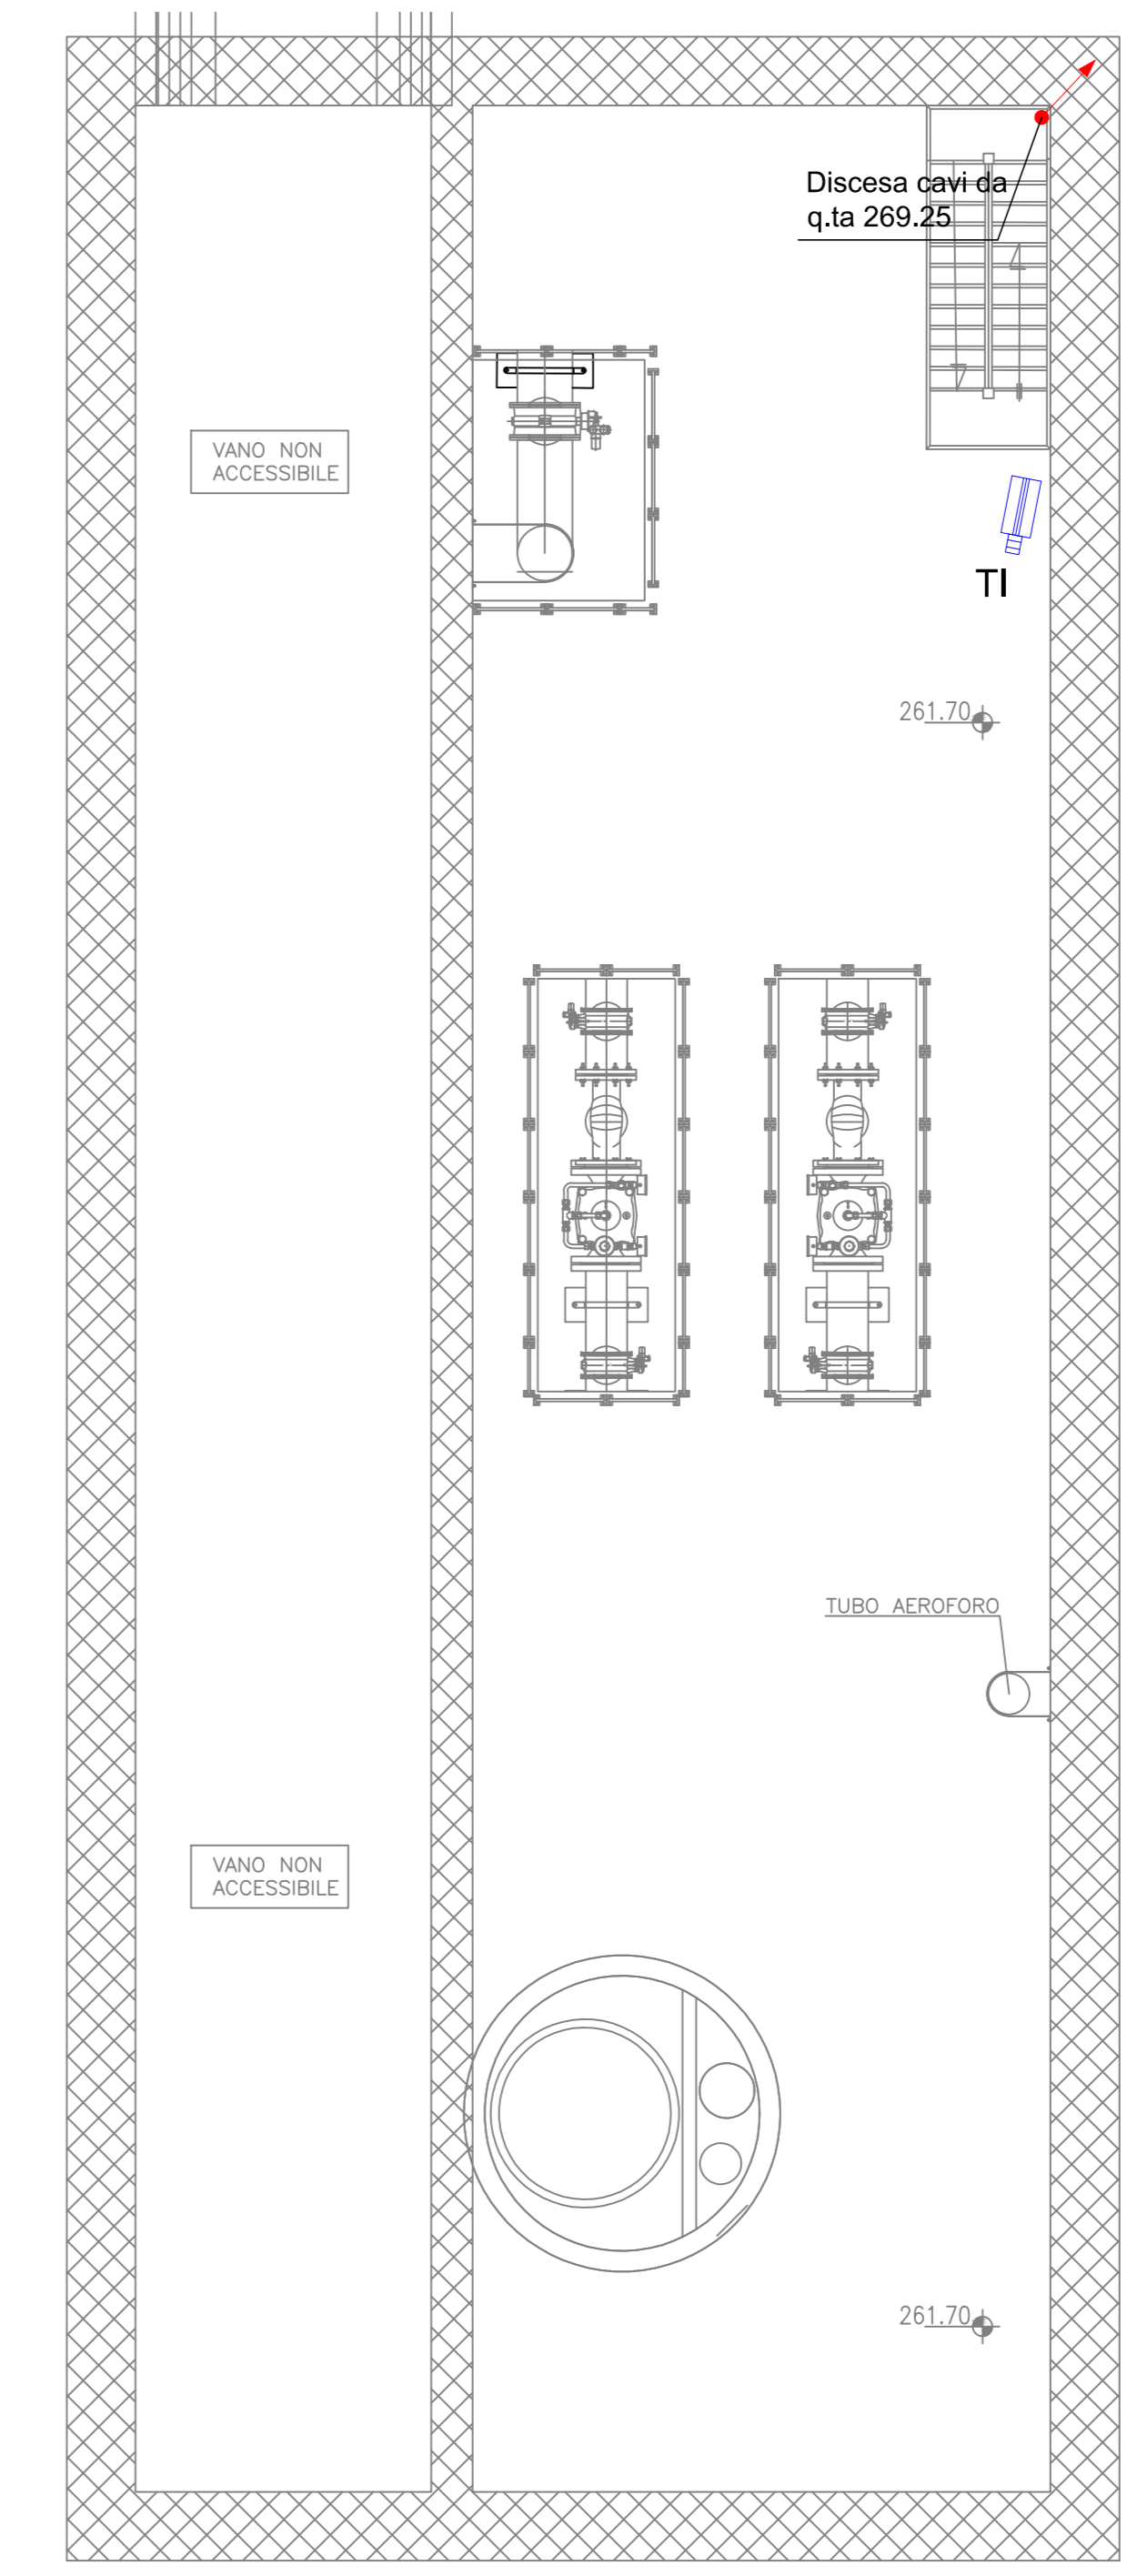 Discesa cavi da
q.ta 269.25
VANO NON
ACCESSIBILE
TI
261.70
TUBO AEROFORO
VANO NON
ACCESSIBILE
261.70